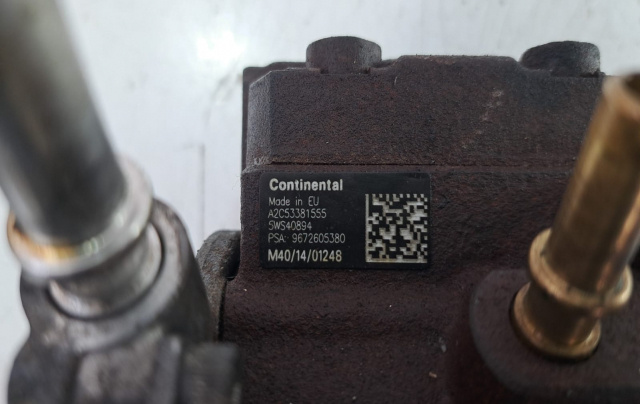 Continental
Made in EU
A2C53381555
5WS40894
PSA: 9672605380
M40/14/01248